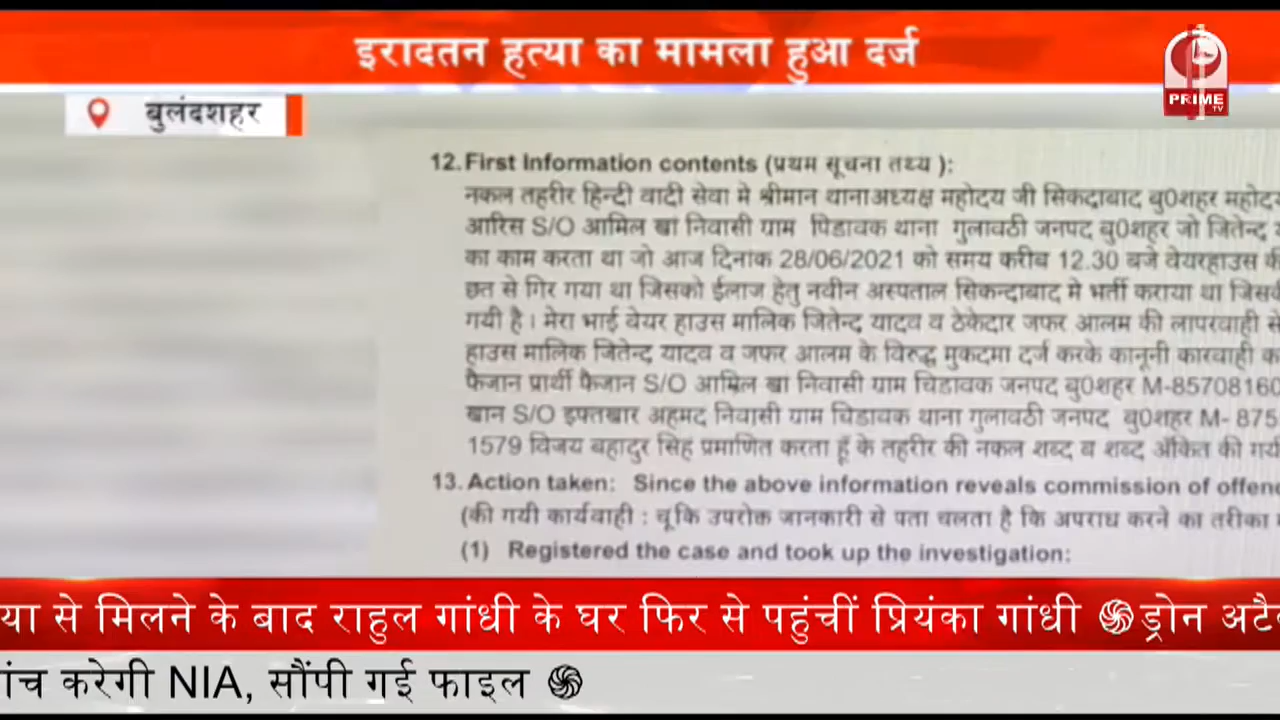 इरादतन हत्या का मामला हुआ दर्ज
PRIME
TV
बुलंदशहर
12. First Information contents (प्रथम सूचना तथ्य ):
नकल तहरीर हिन्दी वादी सेवा मे श्रीमान थानाअध्यक्ष महोदय जी सिकद्राबाद बु0शहर महोदय
आरिस S/O आमिल खां निवासी ग्राम पिडावक थाना गुलावठी जनपद बु0शहर जो जितेन्द्र
का काम करता था जो आज दिनांक 28/06/2021 को समय करीब 12.30 बजे वेयरहाउस की
छत से गिर गया था जिसको ईलाज हेतु नवीन अस्पताल सिकन्द्राबाद मे भर्ती कराया था जिसकी
गयी है । मेरा भाई वेयर हाउस मालिक जितेन्द्र यादव व ठेकेदार जफर आलम की लापरवाही से
हाउस मालिक जितेन्द्र यादव व जफर आलम के विरुद्ध मुकदमा दर्ज करके कानूनी कारवाही
फैजान प्रार्थी फैजान S/O आमिल खा निवासी ग्राम चिडावक जनपद बु0शहर M-85708160
खान S/O इफ्तखार अहमद निवासी ग्राम चिडावक थाना गुलावठी जनपद बु0शहर M- 875
1579 विजय बहादुर सिंह प्रमाणित करता हूँ के तहरीर की नकल शब्द व शब्द अँकित की गयी
13. Action taken: Since the above information reveals commission of offen
(की गयी कार्यवाही : चूकि उपरोक्त जानकारी से पता चलता है कि अपराध करने का तरीका
(1) Registered the case and took up the investigation:
या से मिलने के बाद राहुल गांधी के घर फिर से पहुंचीं प्रियंका गांधी ड्रोन अटै
ांच करेगी NIA, सौंपी गई फाइल